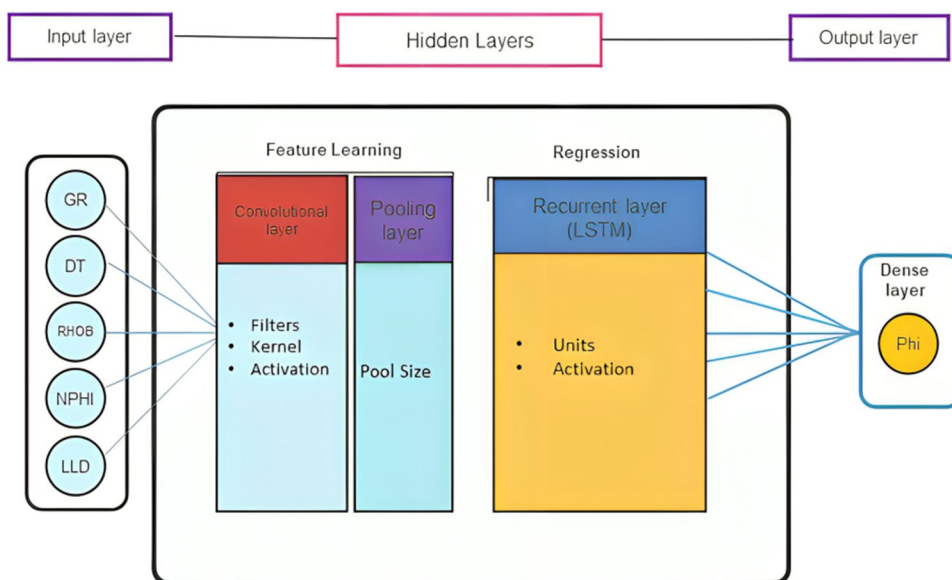 Input layer
Hidden Layers
Output layer
Feature Learning
Regression
GR
DT
RHOB
NPHI
LLD
Convolutional
layer
• Filters
• Kernel
• Activation
Pooling
layer
Pool Size
Recurrent layer
(LSTM)
• Units
• Activation
Dense
layer
Phi